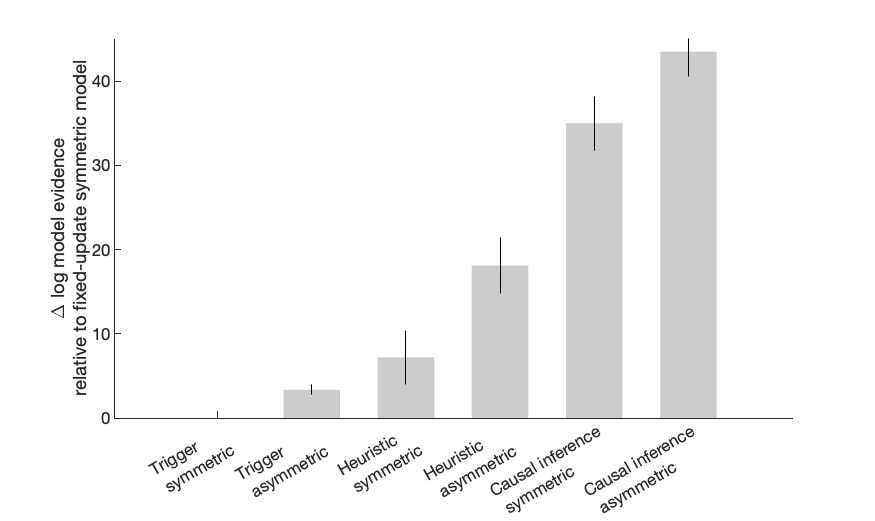 Δ log model evidence
relative to fixed-update symmetric model
40
30
20
10
0
Trigger
symmetric
Trigger
asymmetric
Heuristic
symmetric
Heuristic
asymmetric
Causal inference
symmetric
Causal inference
asymmetric